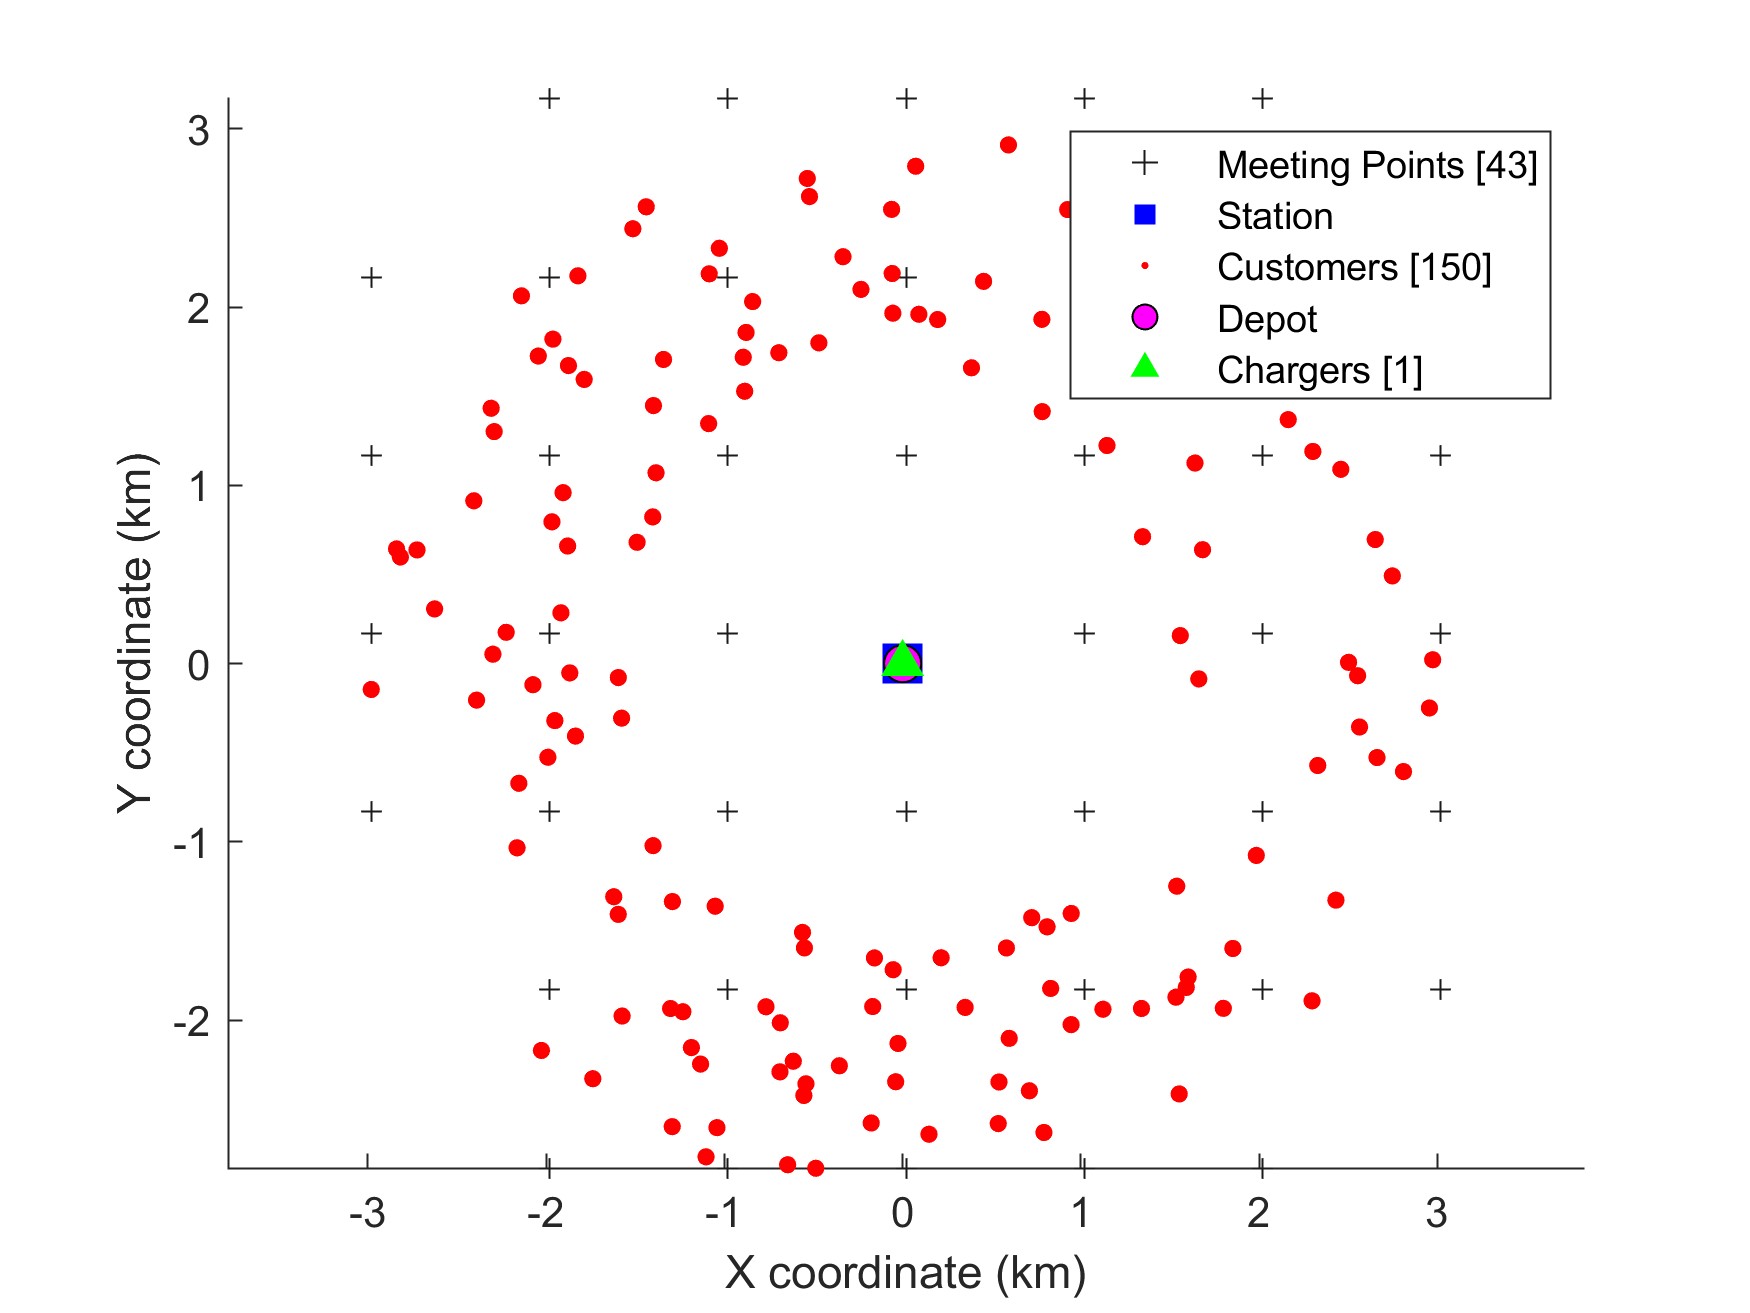 3
2
1
0
-1
-2
Y coordinate (km)
Meeting Points [43]
Station
Customers [150]
Depot
Chargers [1]
-3 -2 -1 0 1 2 3
X coordinate (km)